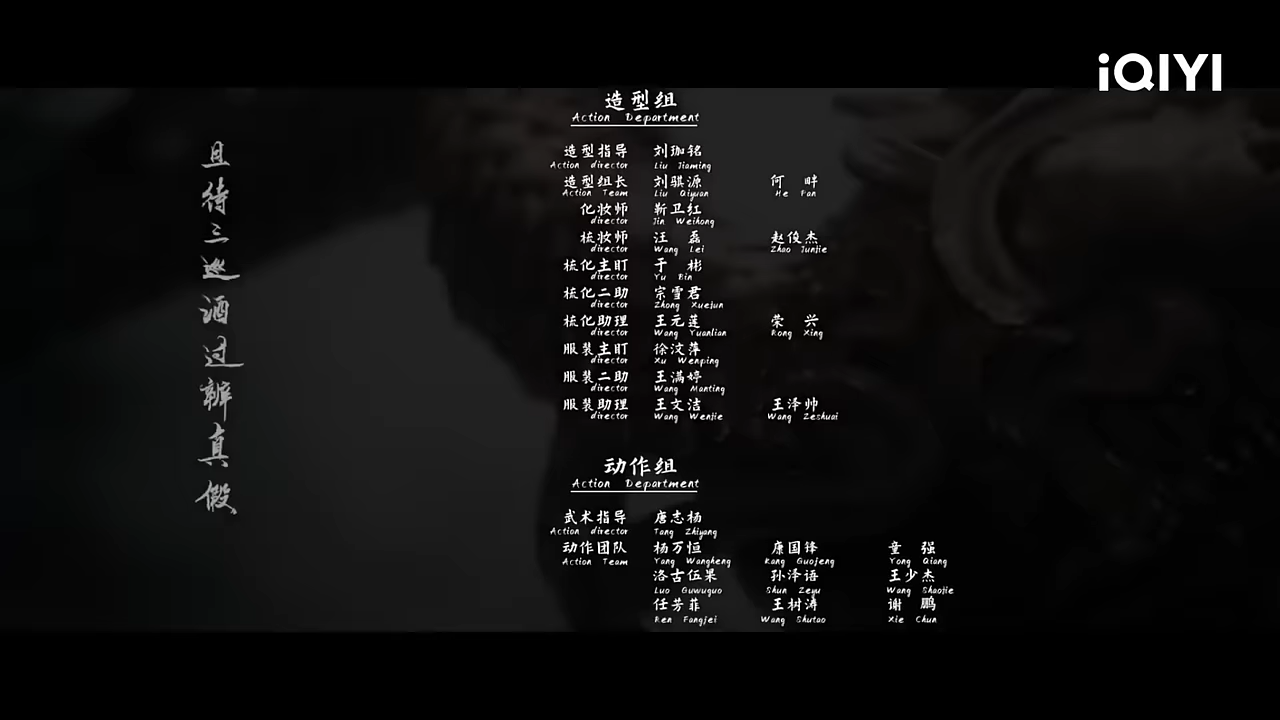 iQIYI
且待三巡酒过辨真假
造型组
Action Department
造型指导 刘珈铭
Action director Liu Jiaming
造型组长 刘骐源 何畔
Action Team Liu Qiyuan He Pan
化妆师 靳卫红
director Jin Weihong
梳妆师 汪磊 赵俊杰
director Wang Lei Zhao Junjie
梳化主盯 于彬
director Yu Bin
梳化二助 宗雪君
director Zhong Xuejun
梳化助理 王元莲 荣兴
director Wang Yuanlian Rong Xing
服装主盯 徐汶萍
director Xu Wenping
服装二助 王满婷
director Wang Manting
服装助理 王文洁 王泽帅
director Wang Wenjie Wang Zeshuai
动作组
Action Department
武术指导 唐志杨
Action director Tang Zhiyang
动作团队 杨万恒 康国锋 童强
Action Team Yang Wangheng Kang Guofeng Tong Qiang
洛古伍果 孙泽语 王少杰
Luo Guwuguo Shun Zeyu Wang Shaojie
任芳菲 王树涛 谢鹏
Ren Fangfei Wang Shutao Xie Chun